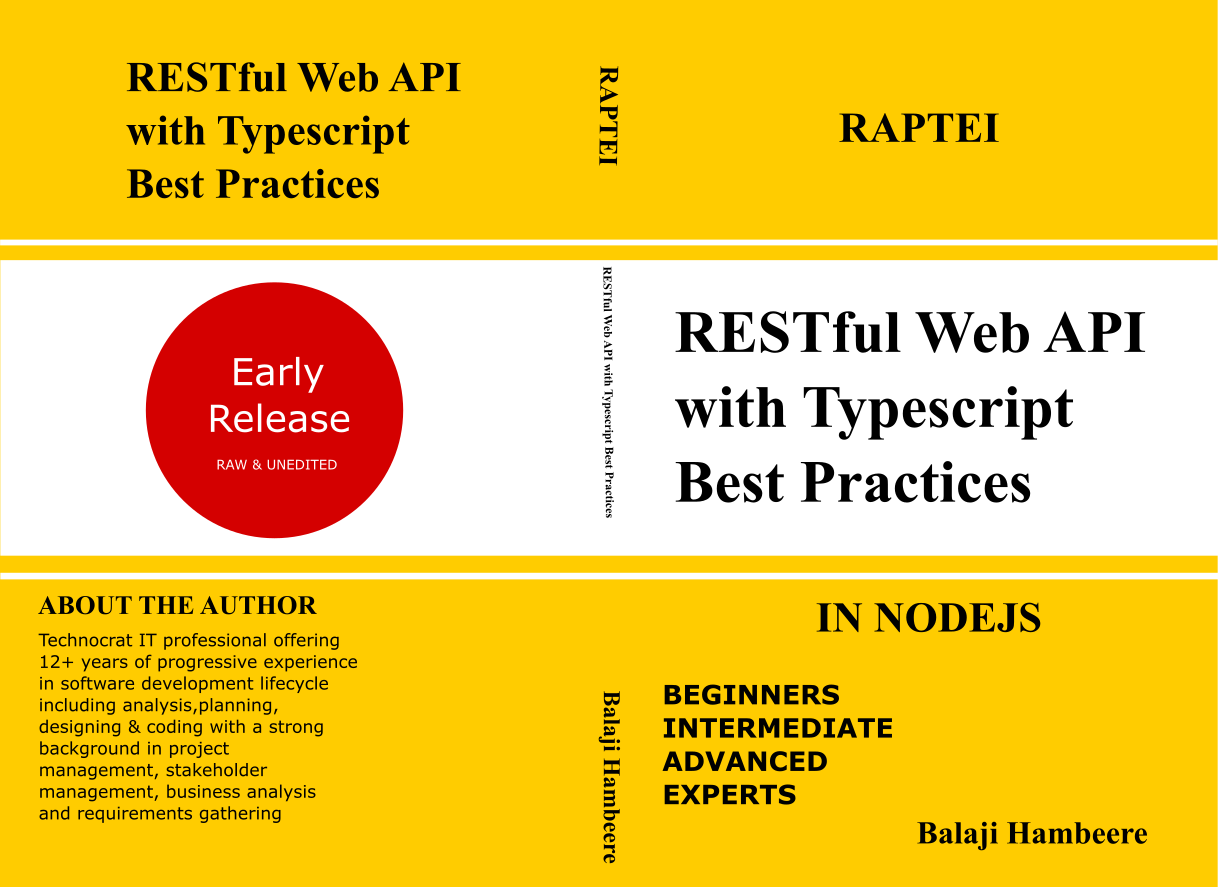 RESTful Web API
with Typescript
Best Practices
Early
Release
RAW & UNEDITED
ABOUT THE AUTHOR
Technocrat IT professional offering
12+ years of progressive experience
in software development lifecycle
including analysis,planning,
designing & coding with a strong
background in project
management, stakeholder
management, business analysis
and requirements gathering
RAPTEI
RESTful Web API with Typescript Best Practices
Balaji Hambeere
RAPTEI
RESTful Web API
with Typescript
Best Practices
IN NODEJS
BEGINNERS
INTERMEDIATE
ADVANCED
EXPERTS
Balaji Hambeere